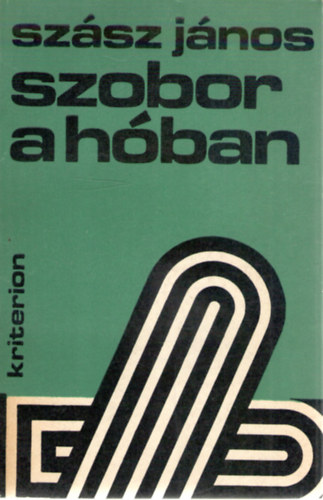 szász jános
szobor
a hóban
kriterion